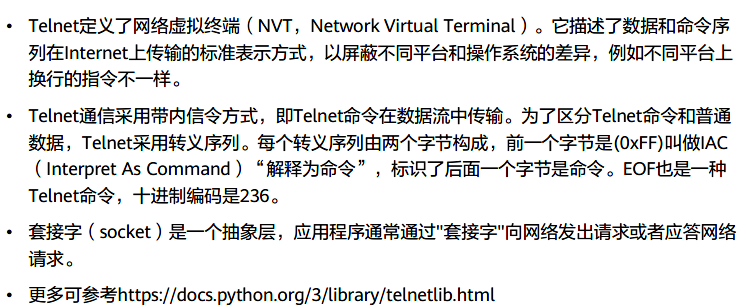 • Telnet定义了网络虚拟终端（NVT，Network Virtual Terminal）。它描述了数据和命令序
列在Internet上传输的标准表示方式，以屏蔽不同平台和操作系统的差异，例如不同平台上
换行的指令不一样。
• Telnet通信采用带内信令方式，即Telnet命令在数据流中传输。为了区分Telnet命令和普通
数据，Telnet采用转义序列。每个转义序列由两个字节构成，前一个字节是(0xFF)叫做IAC
（Interpret As Command）“解释为命令”，标识了后面一个字节是命令。EOF也是一种
Telnet命令，十进制编码是236。
• 套接字（socket）是一个抽象层，应用程序通常通过"套接字"向网络发出请求或者应答网络
请求。
• 更多可参考https://docs.python.org/3/library/telnetlib.html